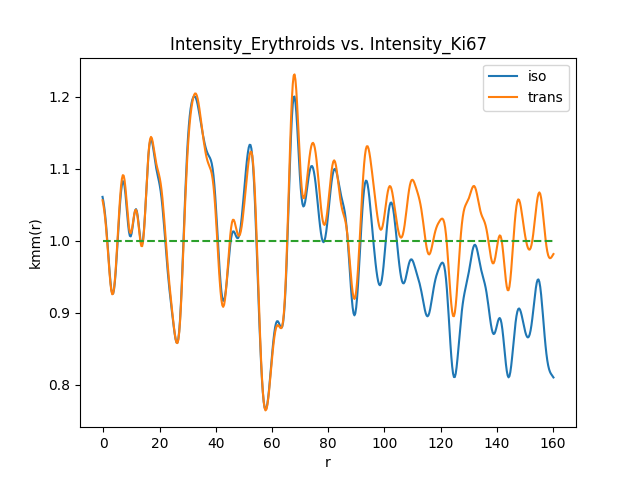 Intensity_Erythroids vs. Intensity_Ki67
iso
trans
kmm(r)
1.2
1.1
1.0
0.9
0.8
0 20 40 60 80 100 120 140 160
r